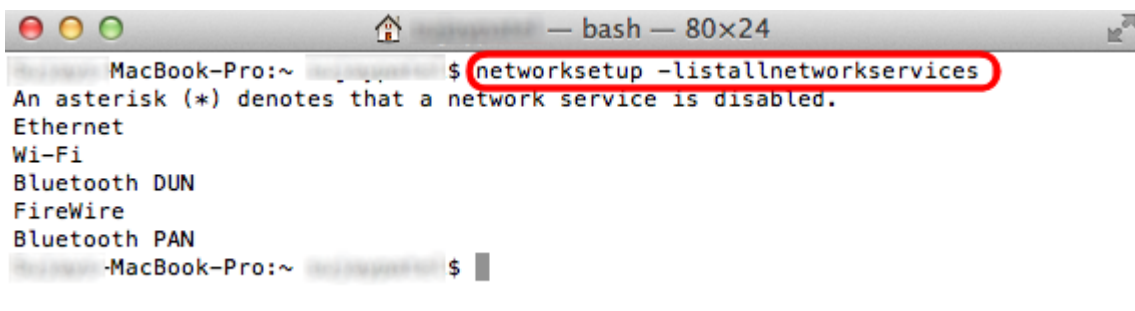 — bash — 80×24
MacBook-Pro:~ $ networksetup -listallnetworkservices
An asterisk (*) denotes that a network service is disabled.
Ethernet
Wi-Fi
Bluetooth DUN
FireWire
Bluetooth PAN
-MacBook-Pro:~ $